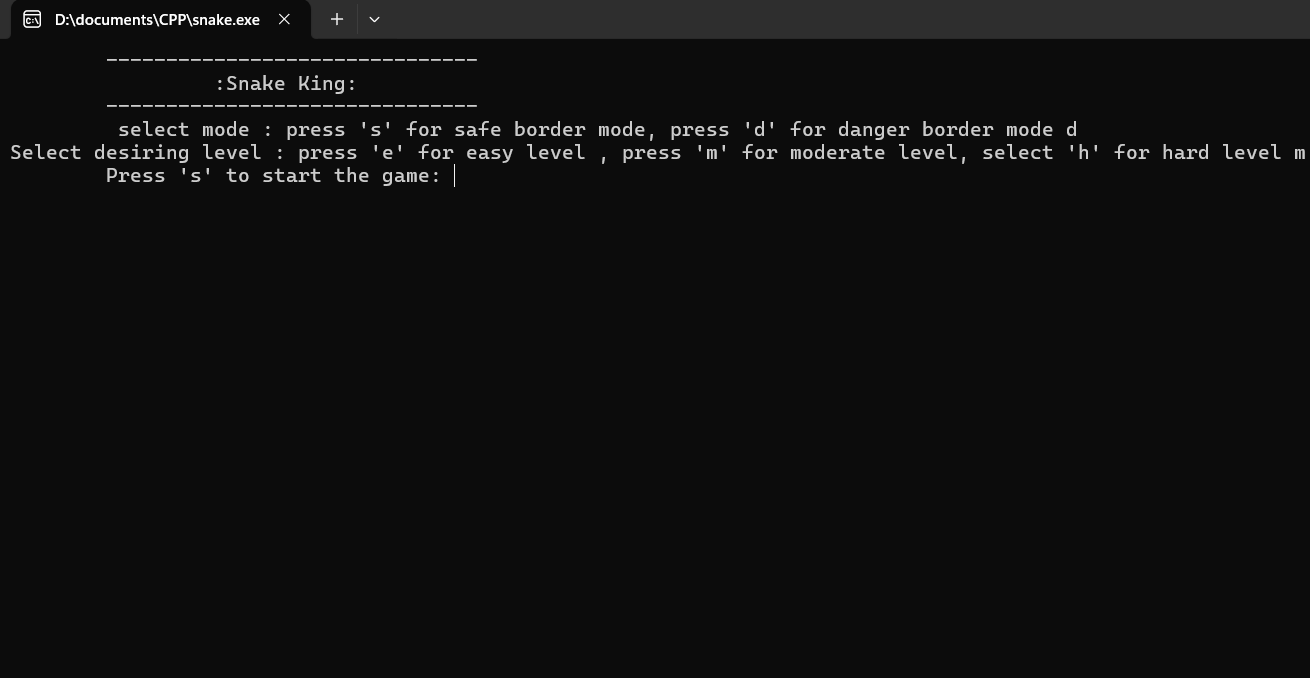 D:\documents\CPP\snake.exe
-------------------------------
:Snake King:
-------------------------------
select mode : press 's' for safe border mode, press 'd' for danger border mode d
Select desiring level : press 'e' for easy level , press 'm' for moderate level, select 'h' for hard level m
Press 's' to start the game: